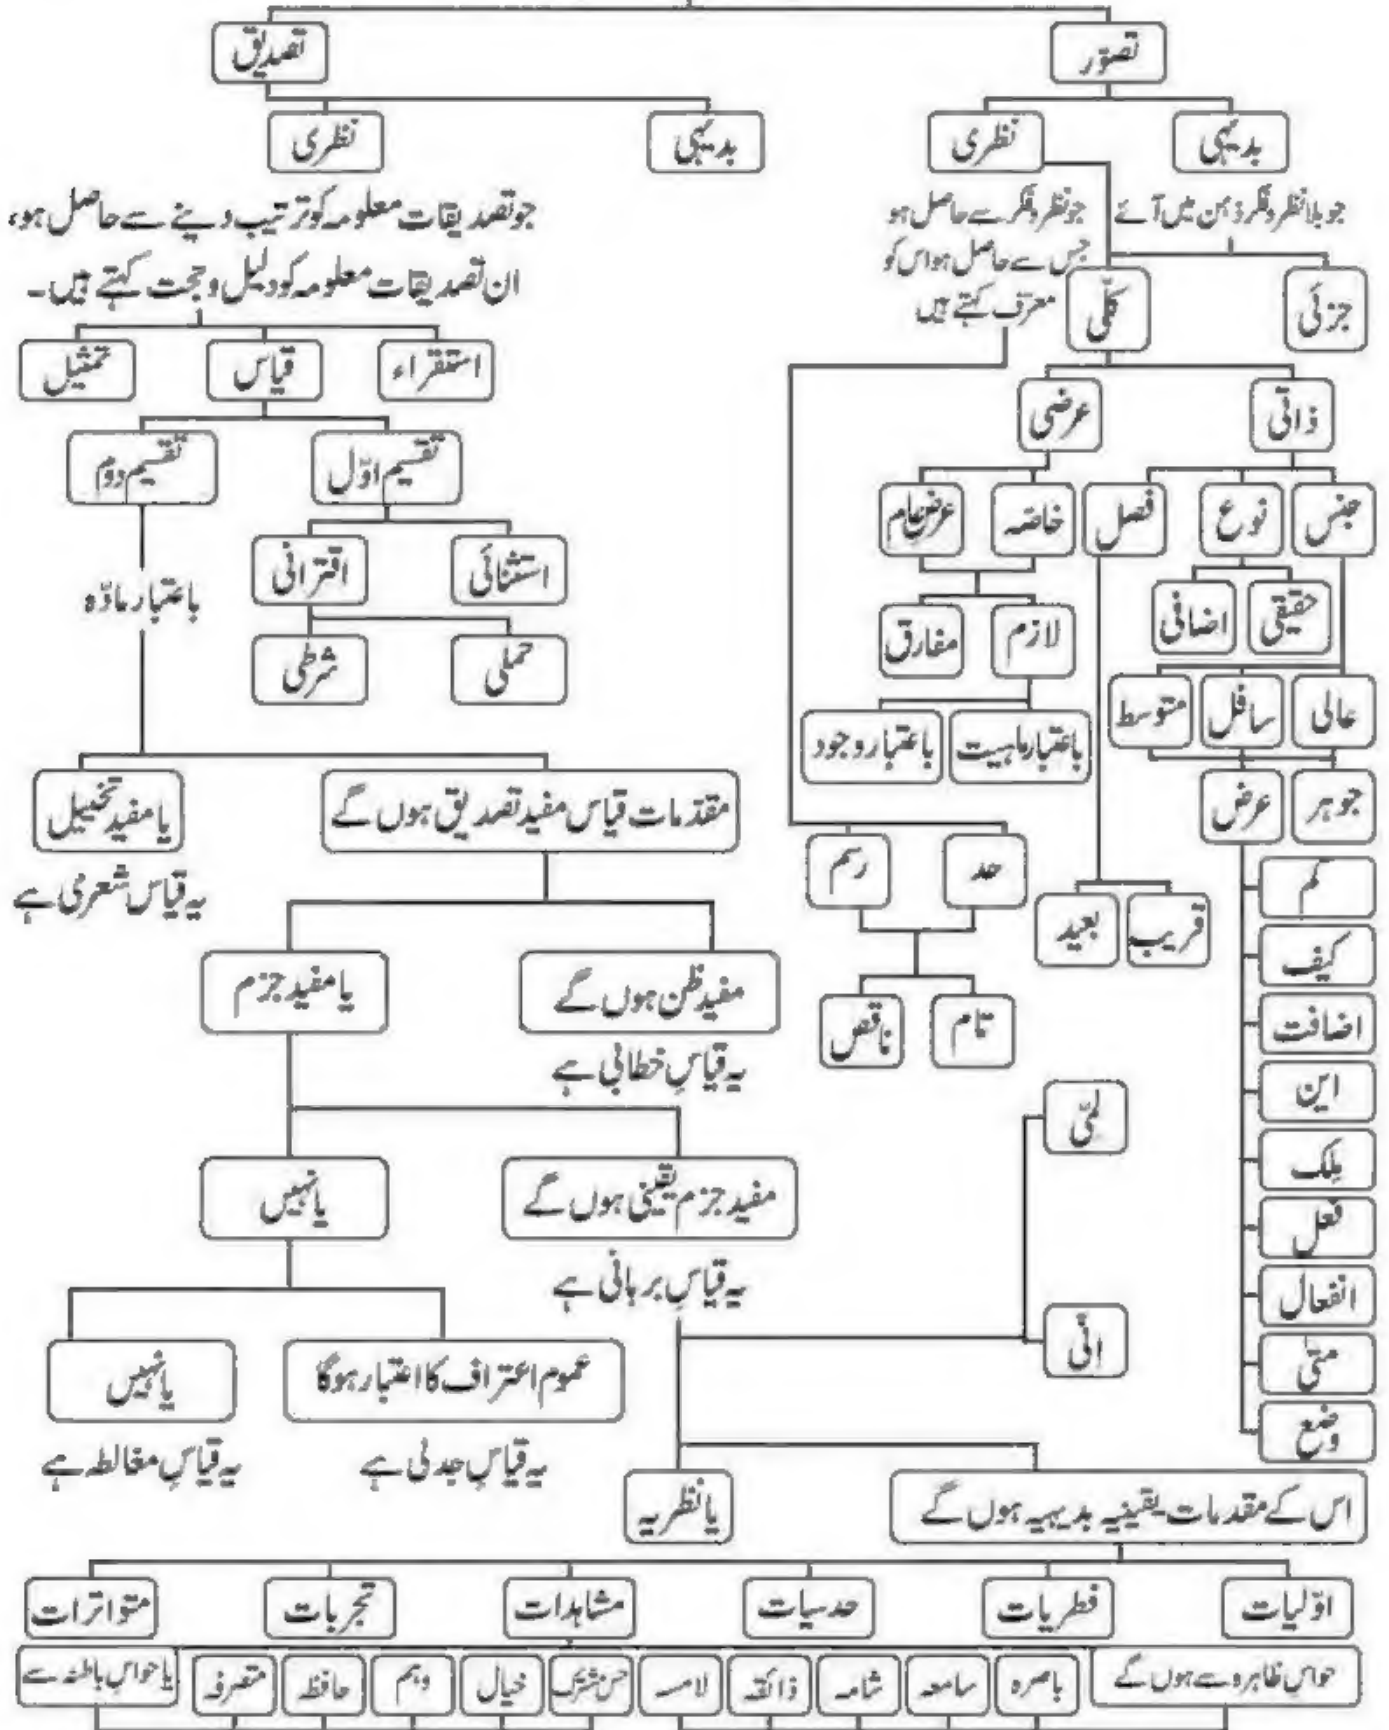 تصوّر تصدیق
بدیہی نظری بدیہی نظری
جو بلا نظر و فکر ذہن میں آئے جو نظر و فکر سے حاصل ہو جو تصدیقات معلومہ کو ترتیب دینے سے حاصل ہو،
جس سے حاصل ہو اس کو ان تصدیقات معلومہ کو دلیل و حجت کہتے ہیں۔
جزئی کلّی معرّف کہتے ہیں
استقراء قیاس تمثیل
ذاتی عرضی
تقسیم اوّل تقسیم دوم
جنس نوع فصل خاصّہ عرض عام
استثنائی اقترانی
باعتبار مادّہ
حقیقی اضافی لازم مفارق
حملی شرطی
عالی سافل متوسط
باعتبار ماہیت باعتبار وجود
جوہر عرض
مقدّمات قیاس مفید تصدیق ہوں گے یا مفید تخییل
حد رسم
یہ قیاس شعری ہے
کم
قریب بعید
کیف
مفید ظن ہوں گے یا مفید جزم
اضافت
تام ناقص
یہ قیاسِ خطابی ہے
این
لِمّی
ملِک
مفید جزم یقینی ہوں گے یا نہیں
فعل
یہ قیاسِ برہانی ہے
انفعال
اِنّی
متٰی
عموم اعتراف کا اعتبار ہوگا یا نہیں
وضع
یہ قیاسِ جدلی ہے یہ قیاسِ مغالطہ ہے
اس کے مقدمات یقینیہ بدیہیہ ہوں گے یا نظریہ
اوّلیات فطریات حدسیات مشاہدات تجربات متواترات
حواس ظاہرہ سے ہوں گے باصرہ سامعہ شامہ ذائقہ لامسہ حس مشترک خیال وہم حافظہ متصرفہ یا حواس باطنہ سے